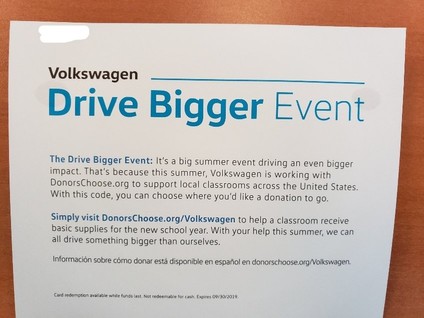 Volkswagen
Drive Bigger Event
The Drive Bigger Event: It's a big summer event driving an even bigger
impact. That's because this summer, Volkswagen is working with
DonorsChoose.org to support local classrooms across the United States.
With this code, you can choose where you'd like a donation to go.
Simply visit DonorsChoose.org/Volkswagen to help a classroom receive
basic supplies for the new school year. With your help this summer, we can
all drive something bigger than ourselves.
Información sobre cómo donar está disponible en español en donorschoose.org/Volkswagen.
Card redemption available while funds last. Not redeemable for cash. Expires 09/30/2019.